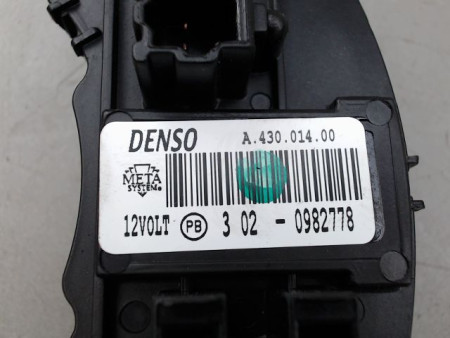 DENSO A.430.014.00
META
SYSTEM®
12VOLT PB 3 02 - 0982778